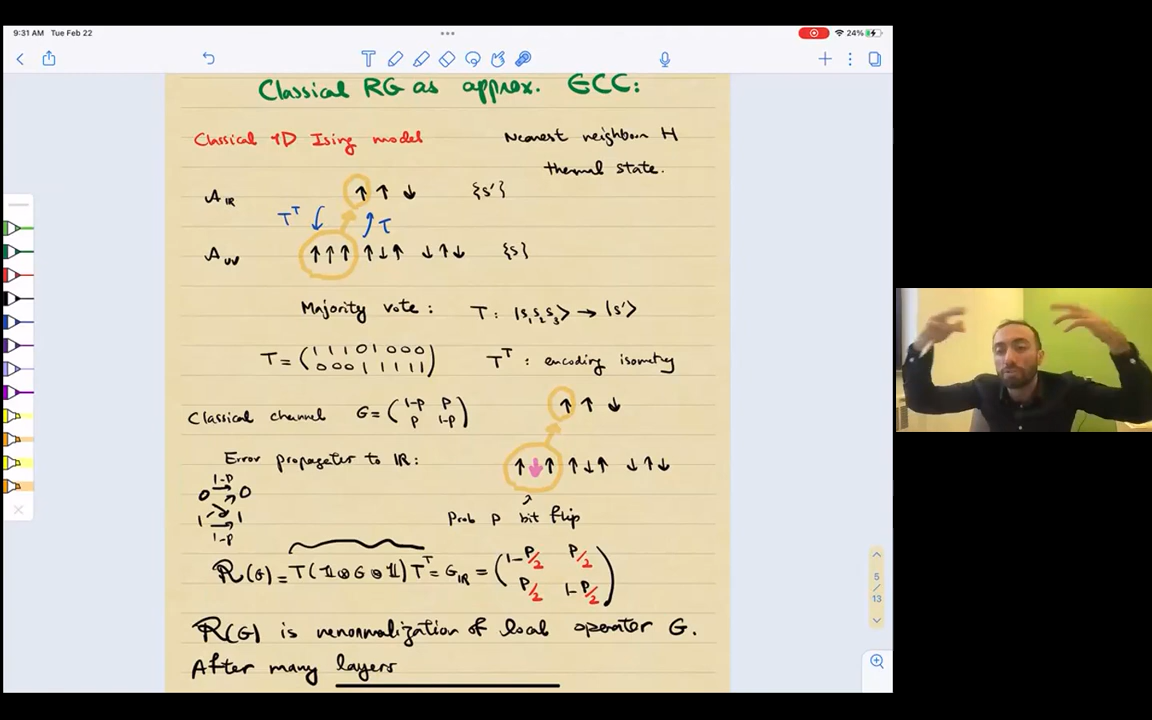 9:31 AM Tue Feb 22
24%
Classical RG as approx. ECC:
Classical 1D Ising model
Nearest neighbour H
thermal state.
A_IR ↑ ↑ ↓ {s'}
T^T T
A_UV ↑↑↑ ↑↓↑ ↓↑↓ {s}
Majority vote: T: |s₁s₂s₃> → |s'>
T = (1 1 1 0 1 0 0 0
0 0 0 1 1 1 1) T^T : encoding isometry
Classical channel G = (1-p p
p 1-p) ↑ ↑ ↓
Error propagates to IR: ↑↓↑ ↑↓↑ ↓↑↓
1-p
0 → 0
1 → 1
1-p
Prob p bit flip
R(G) = T(𝟙⊗G⊗𝟙)T^T = G_IR = (1-p/2 p/2
p/2 1-p/2)
R(G) is renormalization of local operator G.
After many layers
5
/
13